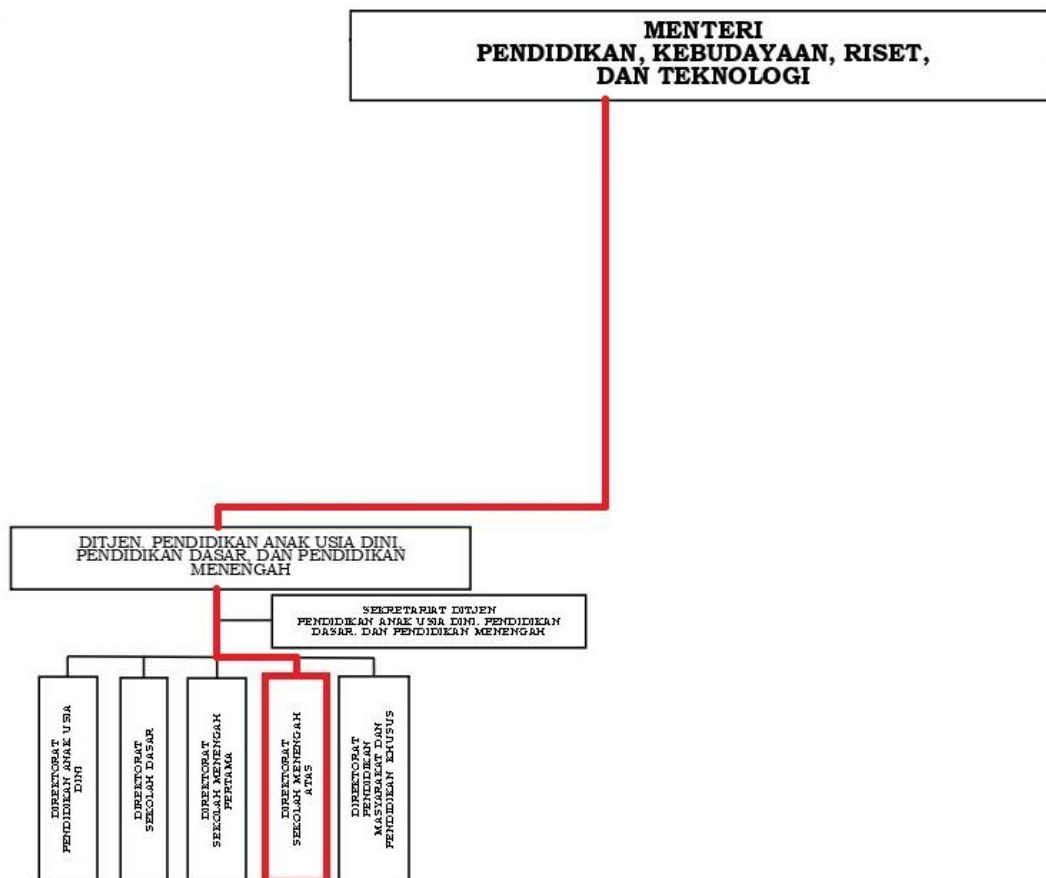 MENTERI
PENDIDIKAN, KEBUDAYAAN, RISET,
DAN TEKNOLOGI
DITJEN. PENDIDIKAN ANAK USIA DINI,
PENDIDIKAN DASAR, DAN PENDIDIKAN
MENENGAH
SEKRETARIAT DITJEN
PENDIDIKAN ANAK USIA DINI, PENDIDIKAN
DASAR, DAN PENDIDIKAN MENENGAH
DIREKTORAT
PENDIDIKAN ANAK USIA
DINI
DIREKTORAT
SEKOLAH DASAR
DIREKTORAT
SEKOLAH MENENGAH
PERTAMA
DIREKTORAT
SEKOLAH MENENGAH
ATAS
DIREKTORAT
PENDIDIKAN
MASYARAKAT DAN
PENDIDIKAN KHUSUS